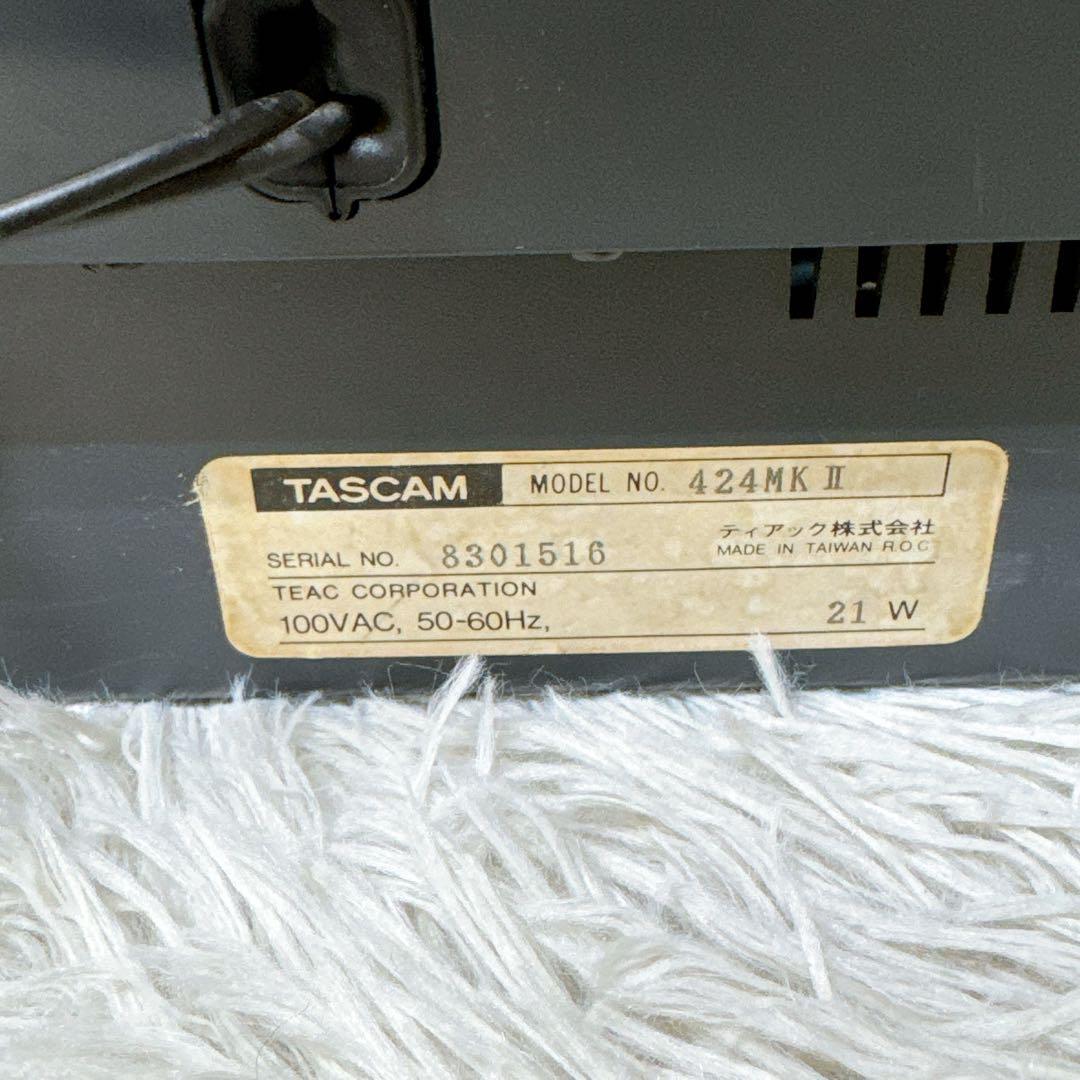 TASCAM MODEL NO. 424MK II
ティアック株式会社
SERIAL NO. 8301516 MADE IN TAIWAN R.O.C
TEAC CORPORATION
100VAC, 50-60Hz, 21 W